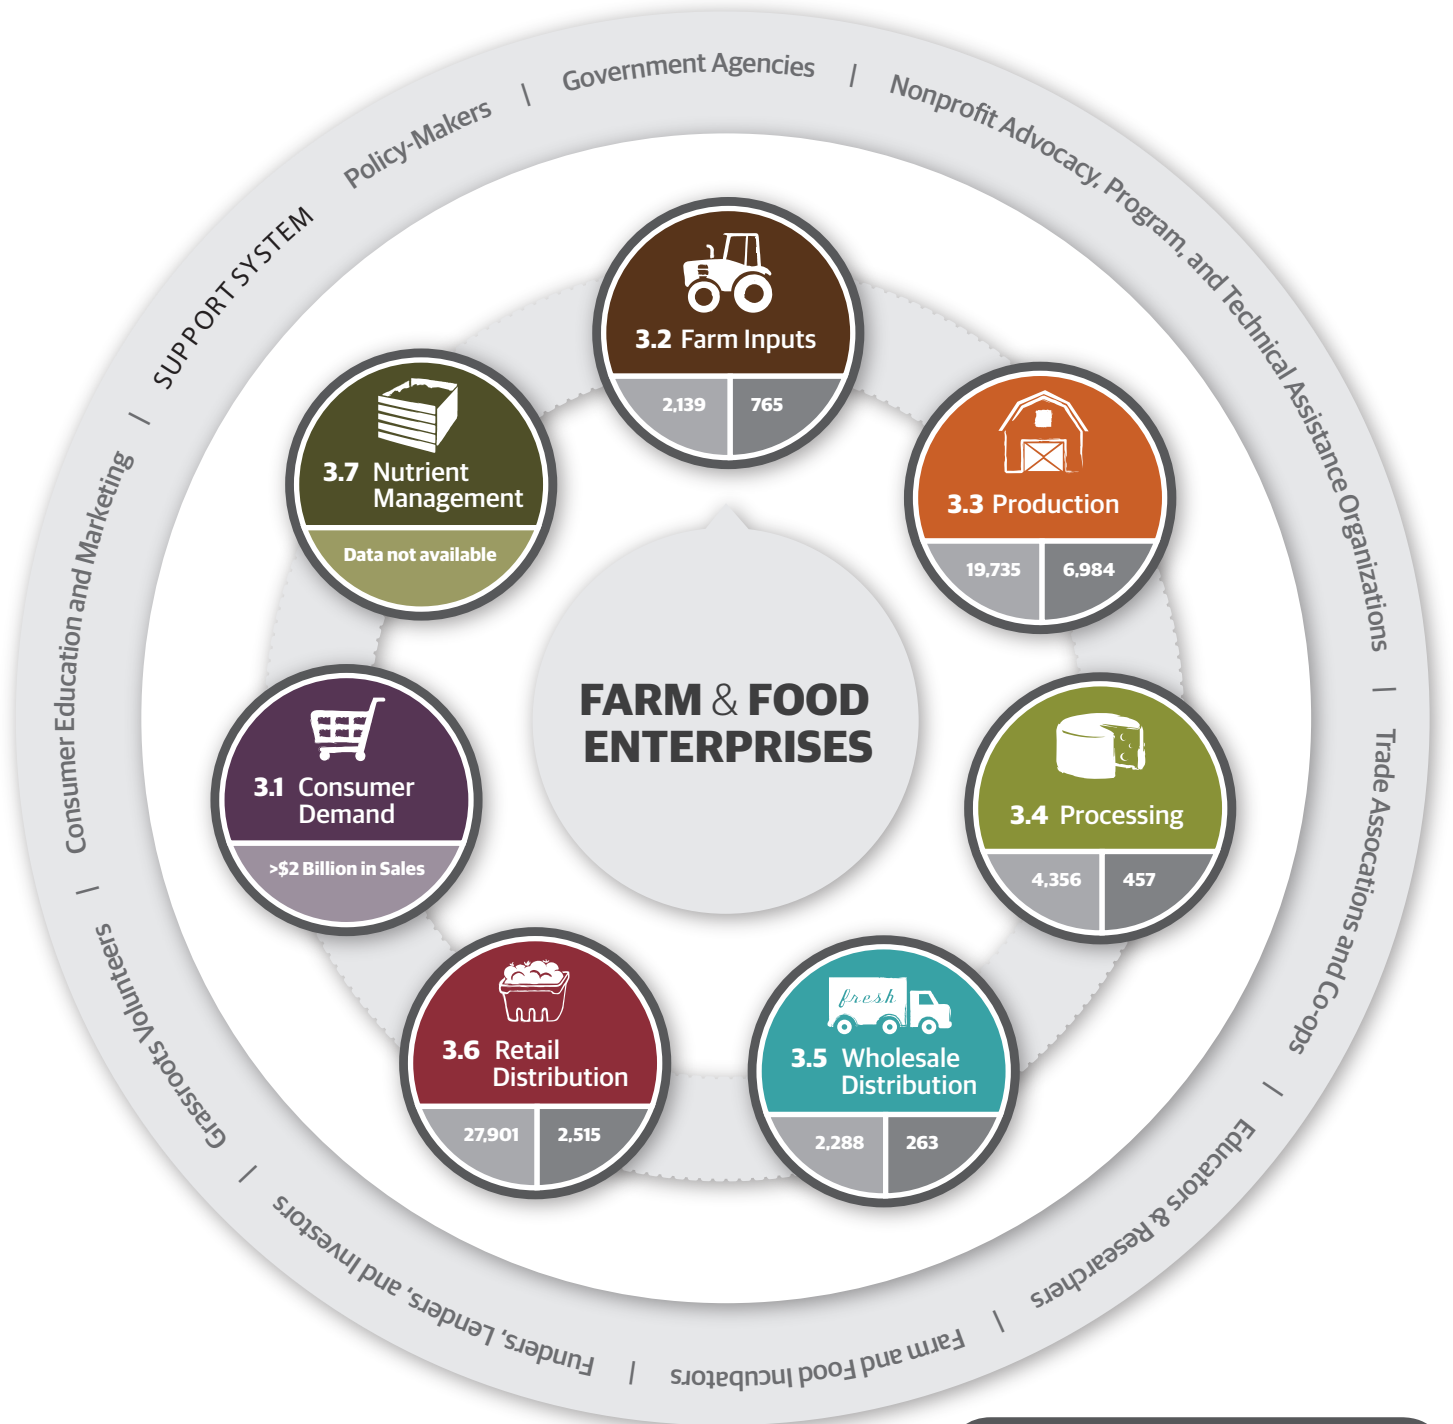 SUPPORT SYSTEM
Policy-Makers
|
Government Agencies
|
Nonprofit Advocacy, Program, and Technical Assistance Organizations
|
Trade Assocations and Co-ops
|
Educators & Researchers
|
Farm and Food Incubators
|
Funders, Lenders, and Investors
|
Grassroots Volunteers
|
Consumer Education and Marketing
|
3.2 Farm Inputs
2,139 765
3.3 Production
19,735 6,984
3.4 Processing
4,356 457
fresh
3.5 Wholesale
Distribution
2,288 263
3.6 Retail
Distribution
27,901 2,515
3.1 Consumer
Demand
>$2 Billion in Sales
3.7 Nutrient
Management
Data not available
FARM & FOOD
ENTERPRISES